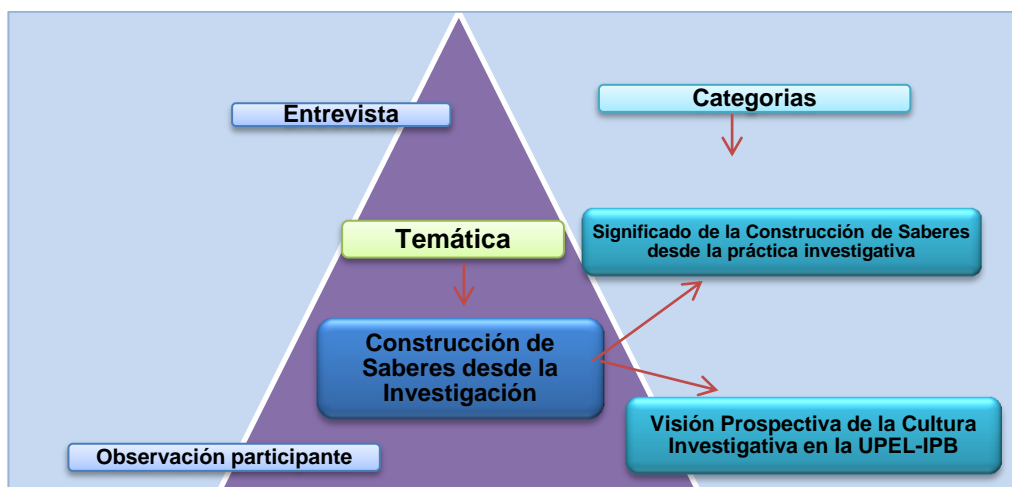 Entrevista
Categorias
Temática
Significado de la Construcción de Saberes
desde la práctica investigativa
Construcción de
Saberes desde la
Investigación
Visión Prospectiva de la Cultura
Investigativa en la UPEL-IPB
Observación participante